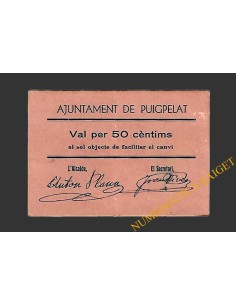 AJUNTAMENT DE PUIGPELAT
Val per 50 cèntims
al sol objecte de facilitar el canvi
L'Alcalde, El Secretari,